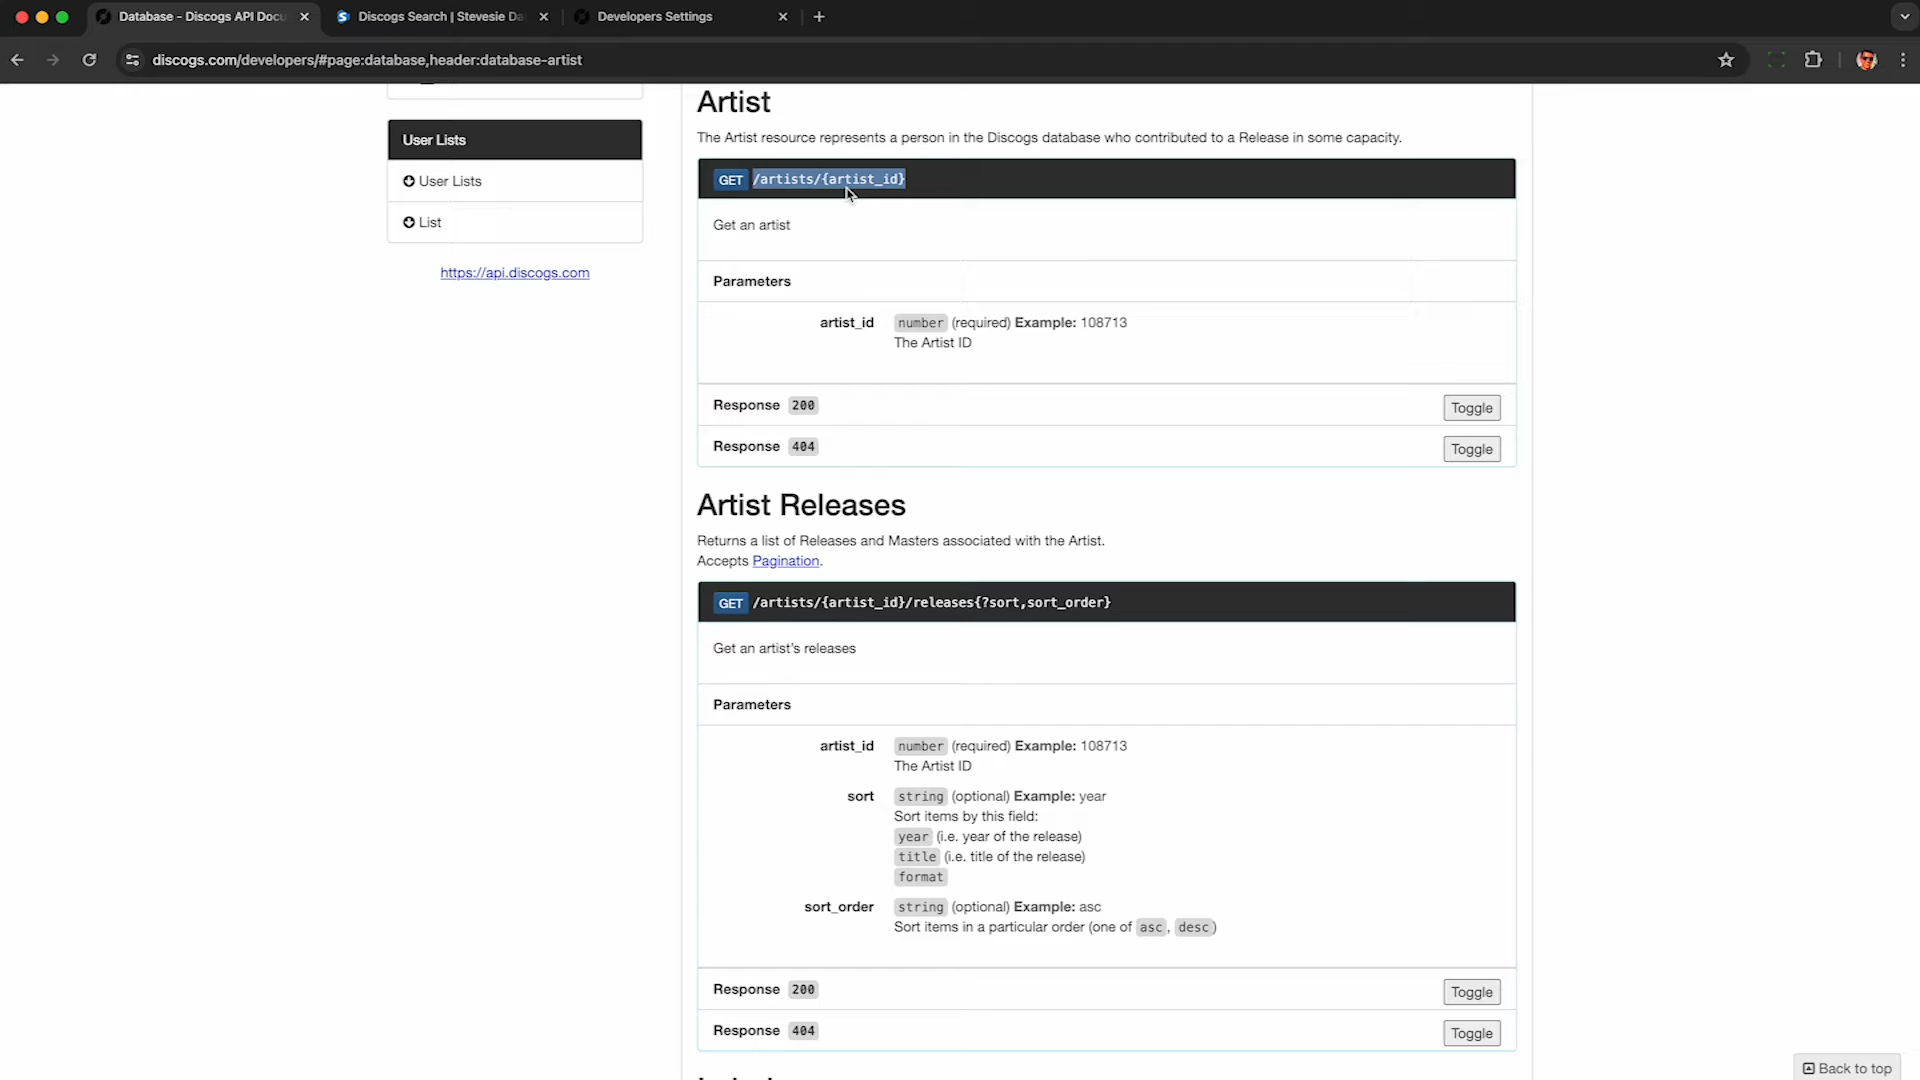 Database - Discogs API Docu
Discogs Search | Stevesie Da
Developers Settings
discogs.com/developers/#page:database,header:database-artist
User Lists
User Lists
List
https://api.discogs.com
Artist
The Artist resource represents a person in the Discogs database who contributed to a Release in some capacity.
GET /artists/{artist_id}
Get an artist
Parameters
artist_id number (required) Example: 108713
The Artist ID
Response 200 Toggle
Response 404 Toggle
Artist Releases
Returns a list of Releases and Masters associated with the Artist.
Accepts Pagination.
GET /artists/{artist_id}/releases{?sort,sort_order}
Get an artist's releases
Parameters
artist_id number (required) Example: 108713
The Artist ID
sort string (optional) Example: year
Sort items by this field:
year (i.e. year of the release)
title (i.e. title of the release)
format
sort_order string (optional) Example: asc
Sort items in a particular order (one of asc, desc)
Response 200 Toggle
Response 404 Toggle
Back to top